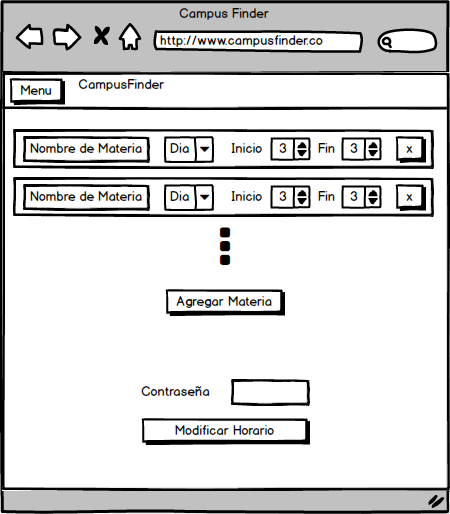 Campus Finder
http://www.campusfinder.co
Menu CampusFinder
Nombre de Materia Dia Inicio 3 Fin 3 x
Nombre de Materia Dia Inicio 3 Fin 3 x
Agregar Materia
Contraseña
Modificar Horario